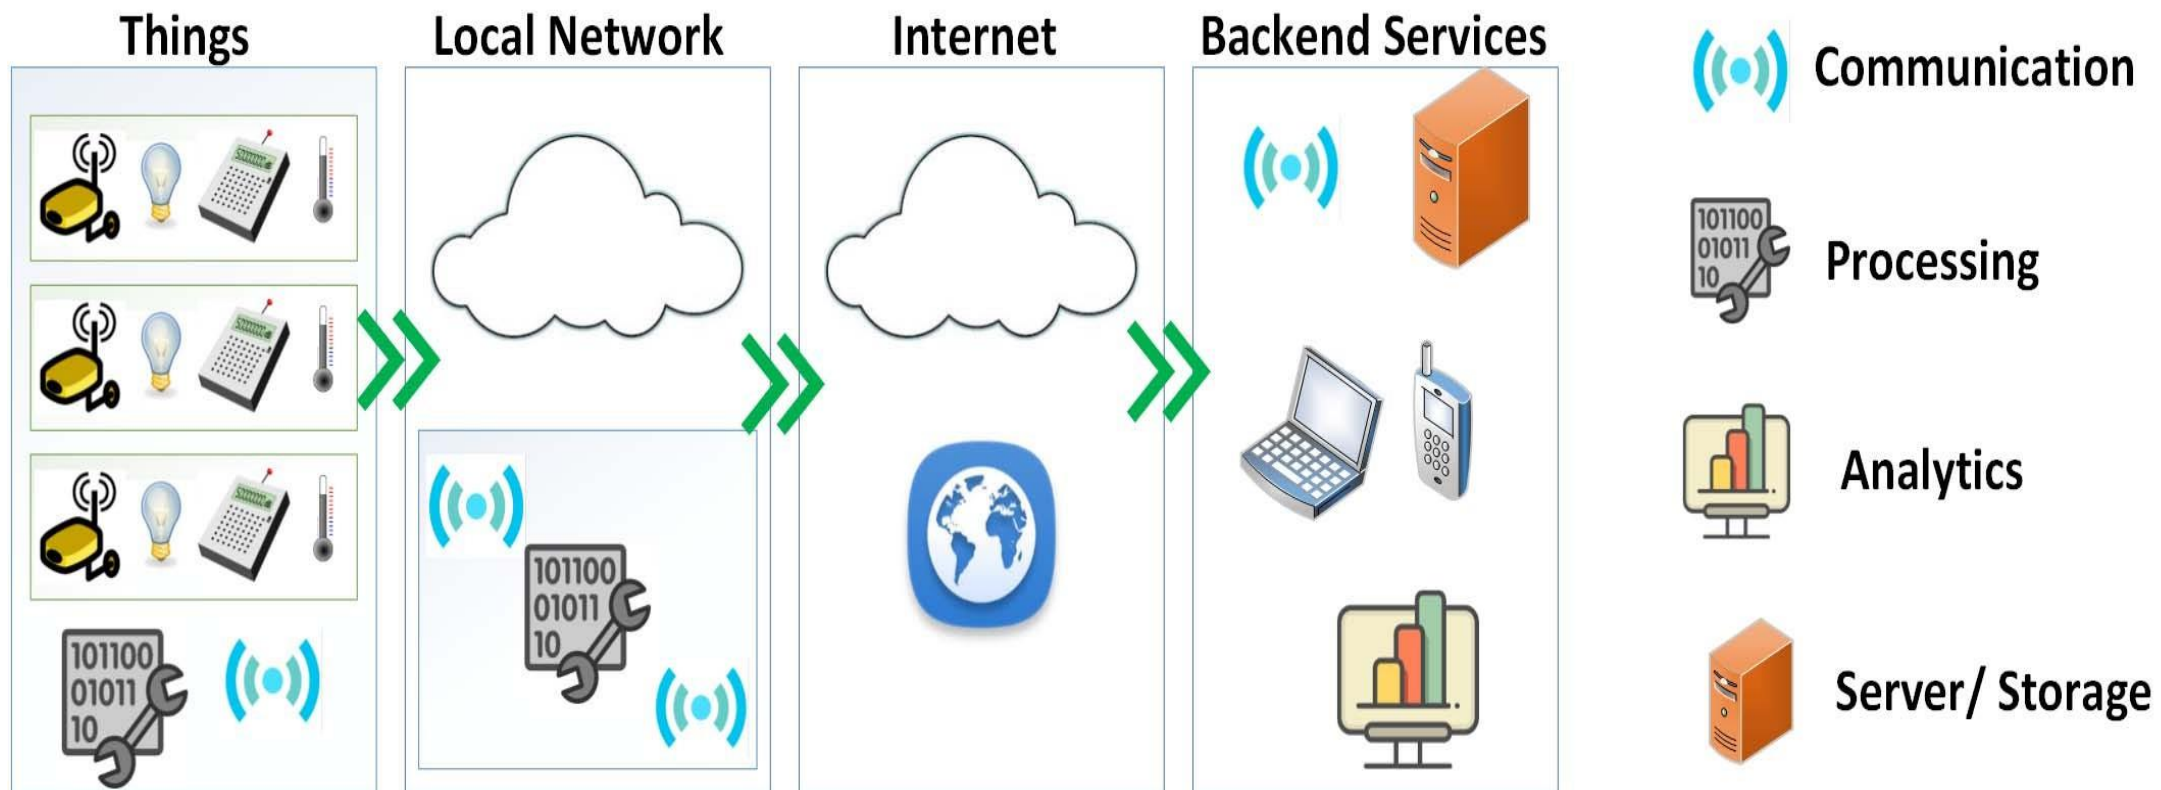 Things
Local Network
Internet
Backend Services
Communication
Processing
Analytics
Server/ Storage
101100
01011
10
101100
01011
10
101100
01011
10